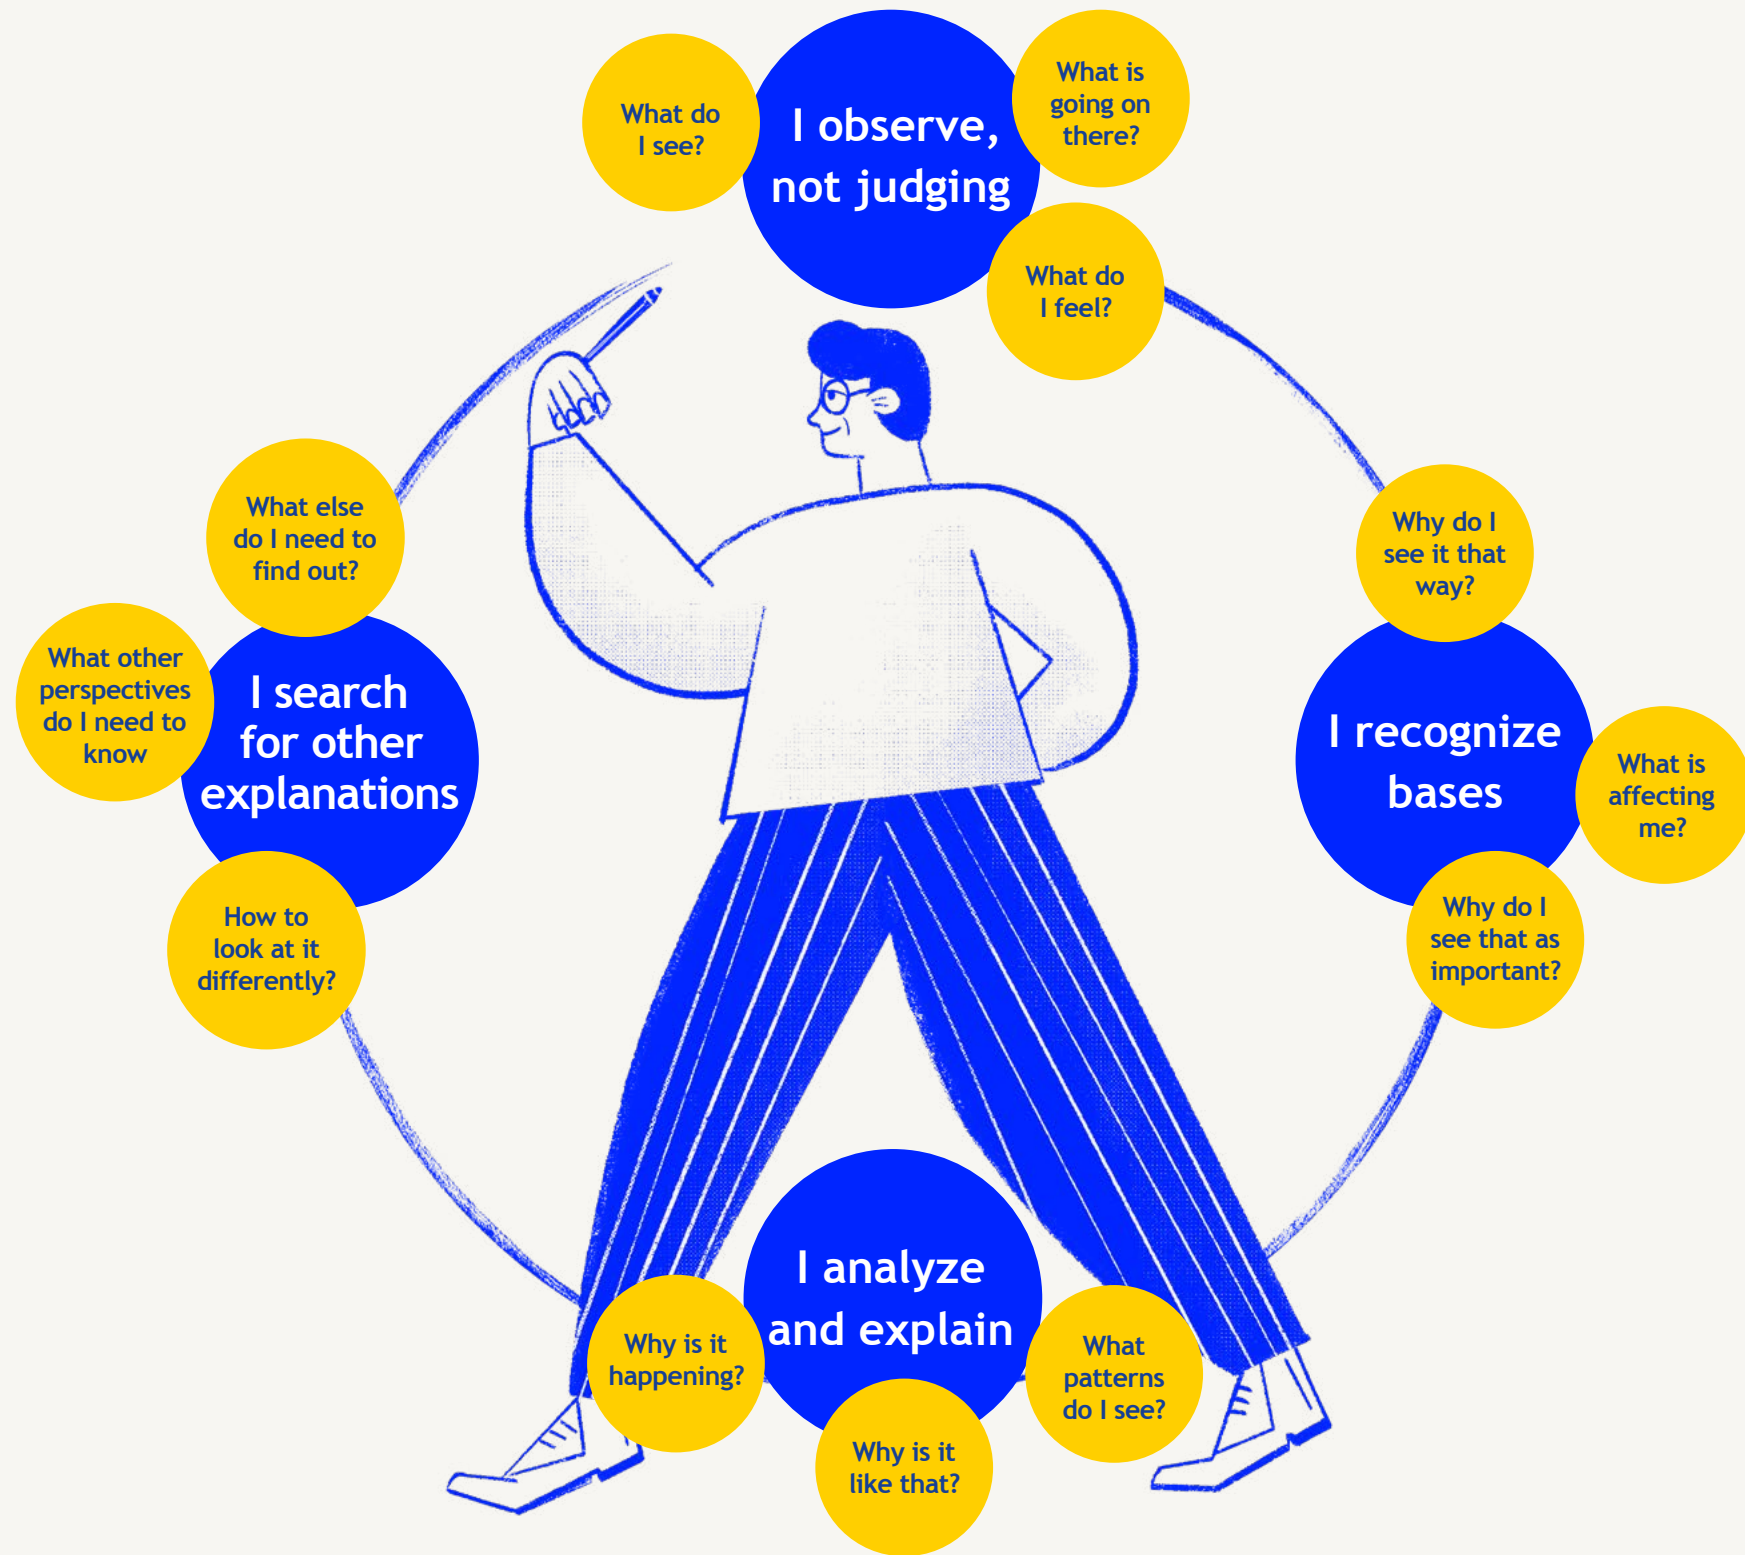 What do
I see?
I observe,
not judging
What is
going on
there?
What do
I feel?
Why do I
see it that
way?
I recognize
bases
What is
affecting
me?
Why do I
see that as
important?
I analyze
and explain
What
patterns
do I see?
Why is it
like that?
Why is it
happening?
I search
for other
explanations
How to
look at it
differently?
What other
perspectives
do I need to
know
What else
do I need to
find out?